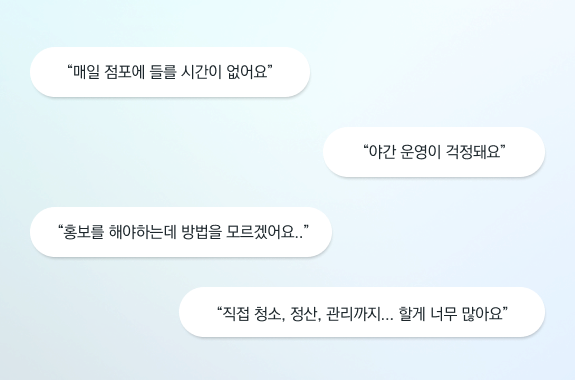 “매일 점포에 들를 시간이 없어요”
“야간 운영이 걱정돼요”
“홍보를 해야하는데 방법을 모르겠어요..”
“직접 청소, 정산, 관리까지... 할게 너무 많아요”